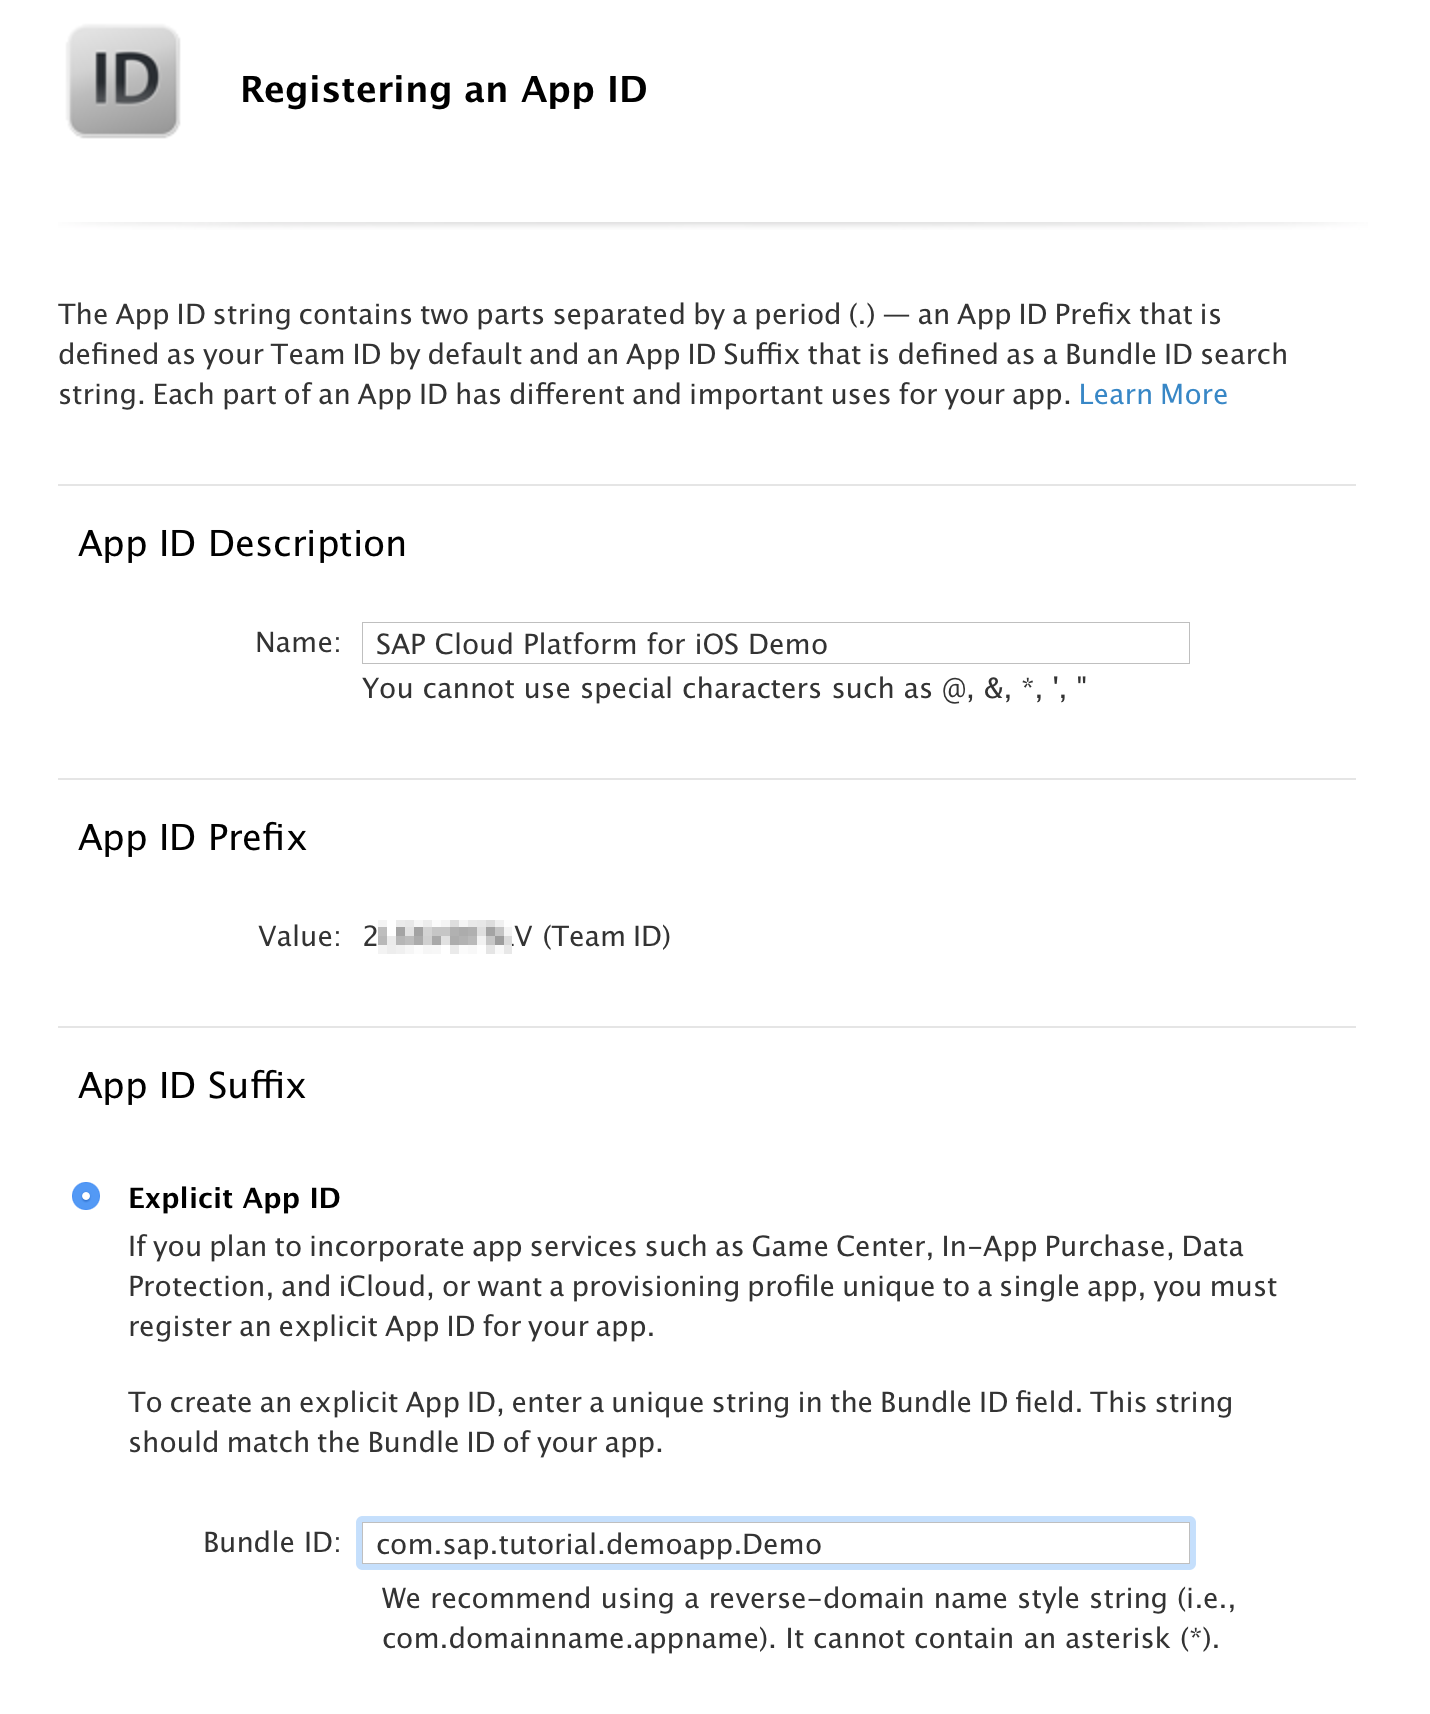 ID
Registering an App ID
The App ID string contains two parts separated by a period (.) — an App ID Prefix that is
defined as your Team ID by default and an App ID Suffix that is defined as a Bundle ID search
string. Each part of an App ID has different and important uses for your app. Learn More
App ID Description
Name: SAP Cloud Platform for iOS Demo
You cannot use special characters such as @, &, *, ', "
App ID Prefix
Value: (Team ID)
App ID Suffix
Explicit App ID
If you plan to incorporate app services such as Game Center, In-App Purchase, Data
Protection, and iCloud, or want a provisioning profile unique to a single app, you must
register an explicit App ID for your app.
To create an explicit App ID, enter a unique string in the Bundle ID field. This string
should match the Bundle ID of your app.
Bundle ID: com.sap.tutorial.demoapp.Demo
We recommend using a reverse-domain name style string (i.e.,
com.domainname.appname). It cannot contain an asterisk (*).